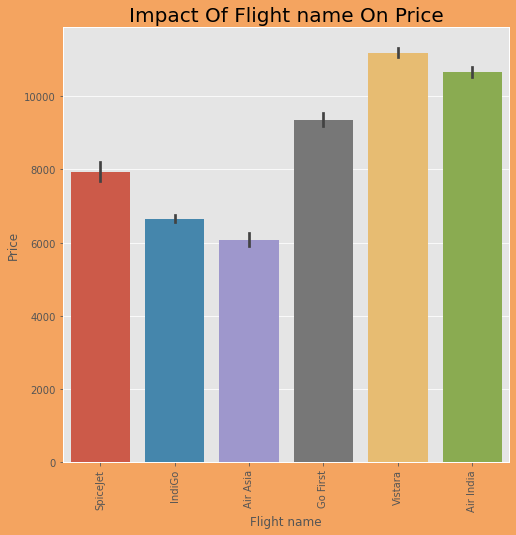 Impact Of Flight name On Price
10000
8000
6000
4000
2000
0
Price
SpiceJet
IndiGo
Air Asia
Go First
Vistara
Air India
Flight name